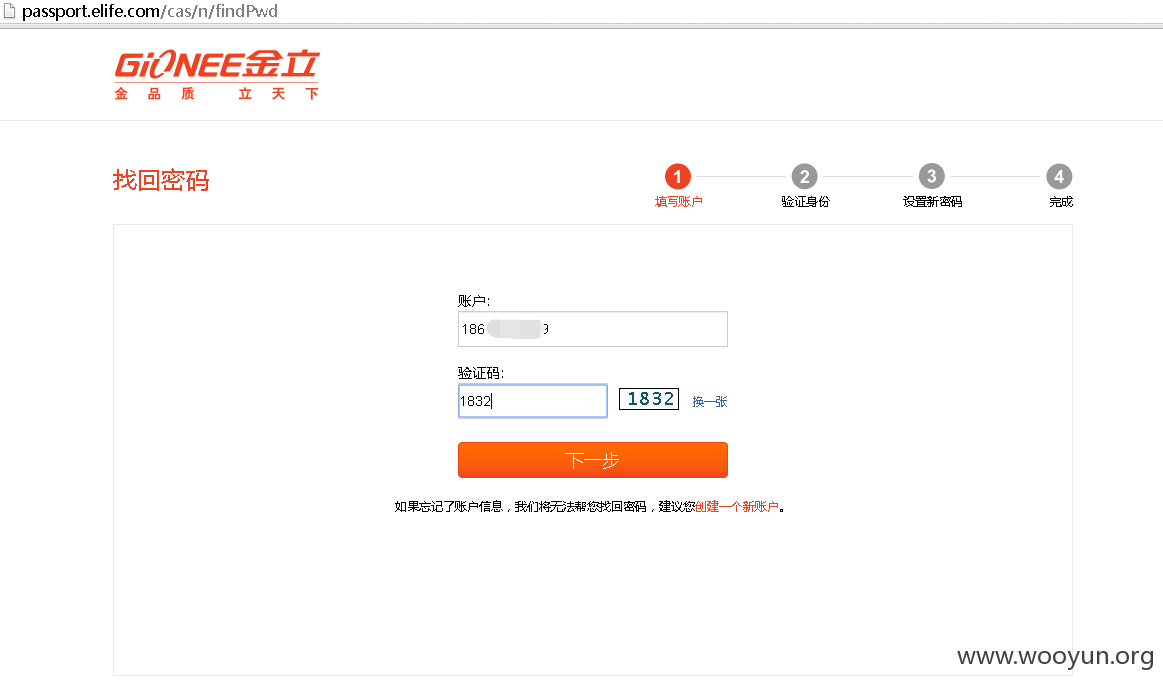 passport.elife.com/cas/n/findPwd
GiONEE金立
金品质 立天下
找回密码
1 2 3 4
填写账户 验证身份 设置新密码 完成
账户:
186 9
验证码:
1832 1832 换一张
下一步
如果忘记了账户信息，我们将无法帮您找回密码，建议您创建一个新账户。
www.wooyun.org